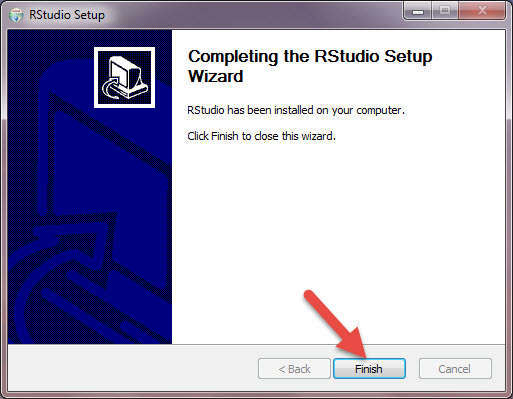 RStudio Setup
Completing the RStudio Setup
Wizard
RStudio has been installed on your computer.
Click Finish to close this wizard.
< Back
Finish
Cancel